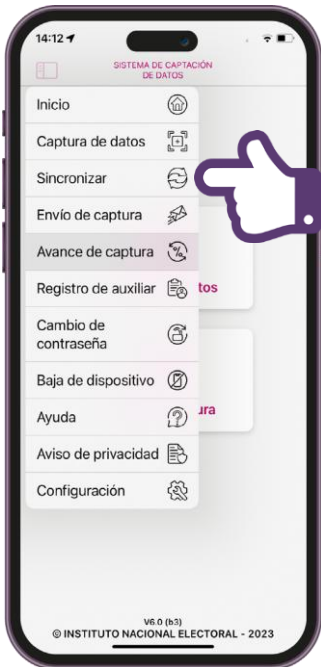 14:12
SISTEMA DE CAPTACIÓN
DE DATOS
Inicio
Captura de datos
Sincronizar
Envío de captura
Avance de captura
Registro de auxiliar
tos
Cambio de
contraseña
Baja de dispositivo
Ayuda
ura
Aviso de privacidad
Configuración
V6.0 (b3)
© INSTITUTO NACIONAL ELECTORAL - 2023